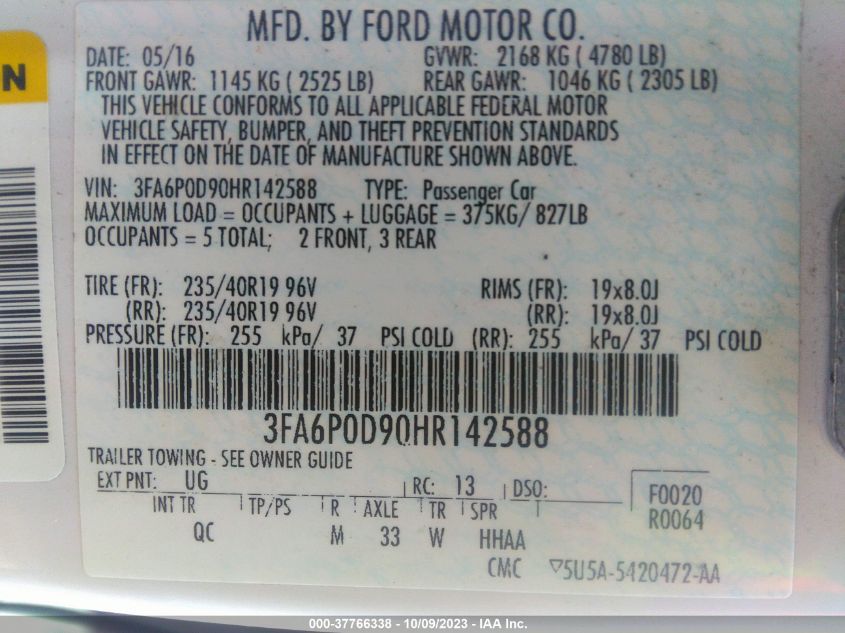 MFD. BY FORD MOTOR CO.
DATE: 05/16 GVWR: 2168 KG ( 4780 LB)
FRONT GAWR: 1145 KG ( 2525 LB) REAR GAWR: 1046 KG ( 2305 LB)
THIS VEHICLE CONFORMS TO ALL APPLICABLE FEDERAL MOTOR
VEHICLE SAFETY, BUMPER, AND THEFT PREVENTION STANDARDS
IN EFFECT ON THE DATE OF MANUFACTURE SHOWN ABOVE.
VIN: 3FA6P0D90HR142588 TYPE: Passenger Car
MAXIMUM LOAD = OCCUPANTS + LUGGAGE = 375KG/ 827LB
OCCUPANTS = 5 TOTAL; 2 FRONT, 3 REAR
TIRE (FR): 235/40R19 96V RIMS (FR): 19x8.0J
(RR): 235/40R19 96V (RR): 19x8.0J
PRESSURE (FR): 255 kPa/ 37 PSI COLD (RR): 255 kPa/ 37 PSI COLD
3FA6P0D90HR142588
TRAILER TOWING - SEE OWNER GUIDE
EXT PNT: UG RC: 13 DSO: F0020
INT TR TP/PS R AXLE TR SPR R0064
QC M 33 W HHAA
CMC ▽5U5A-5420472-AA
N
000-37766338 - 10/09/2023 - IAA Inc.